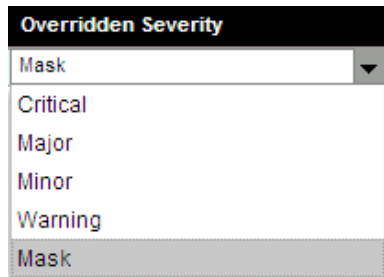 Overridden Severity
Mask
Critical
Major
Minor
Warning
Mask